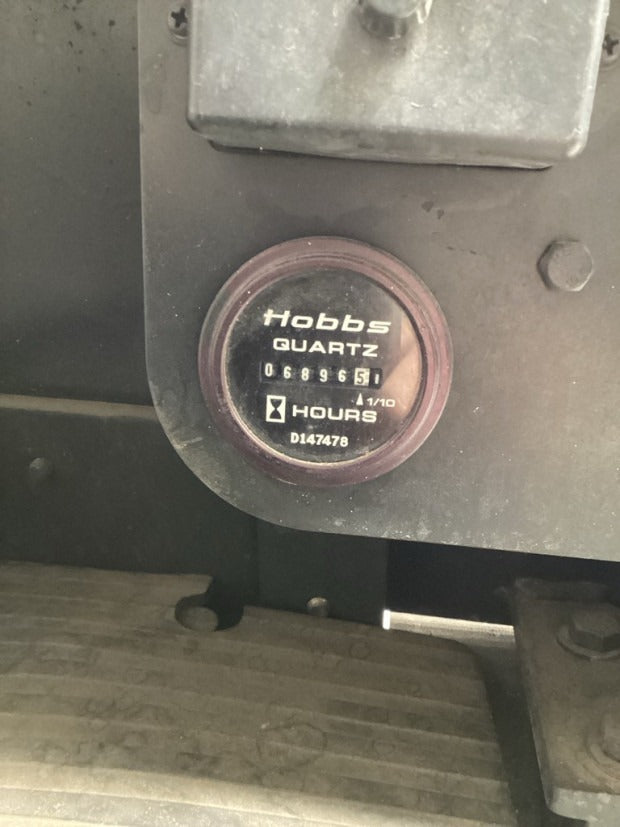 Hobbs
QUARTZ
068965
1/10
HOURS
D147478